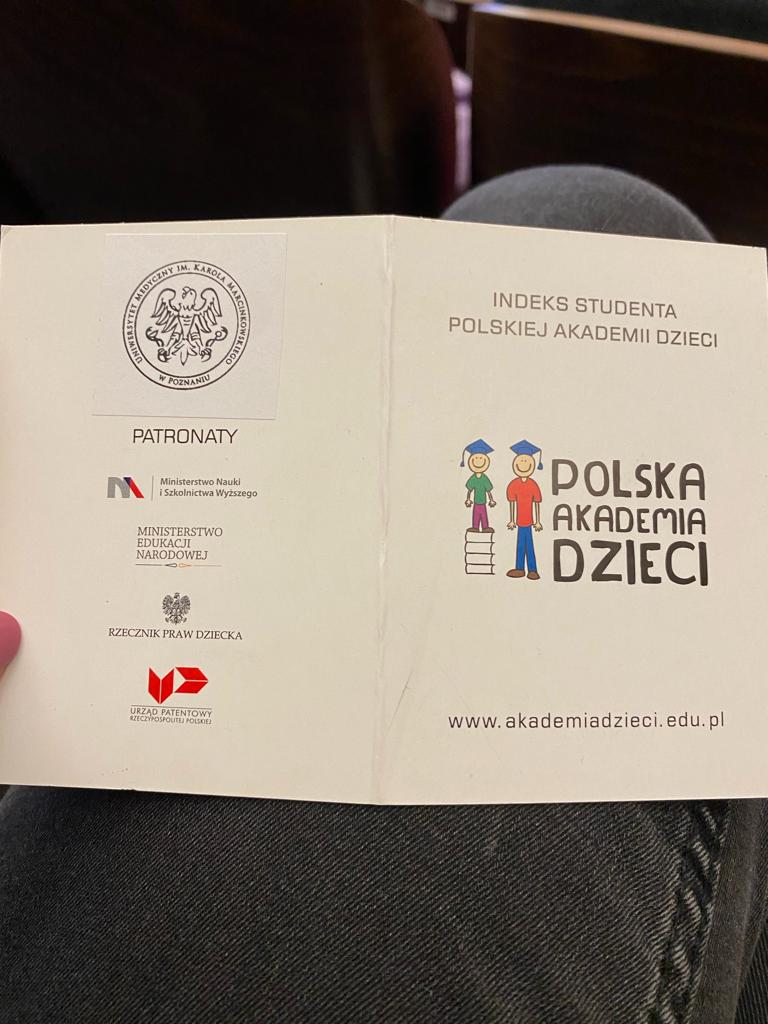 UNIWERSYTET MEDYCZNY IM. KAROLA MARCINKOWSKIEGO
W POZNANIU
PATRONATY
Ministerstwo Nauki
i Szkolnictwa Wyższego
MINISTERSTWO
EDUKACJI
NARODOWEJ
RZECZNIK PRAW DZIECKA
URZĄD PATENTOWY
RZECZYPOSPOLITEJ POLSKIEJ
INDEKS STUDENTA
POLSKIEJ AKADEMII DZIECI
POLSKA
AKADEMIA
DZIECI
www.akademiadzieci.edu.pl